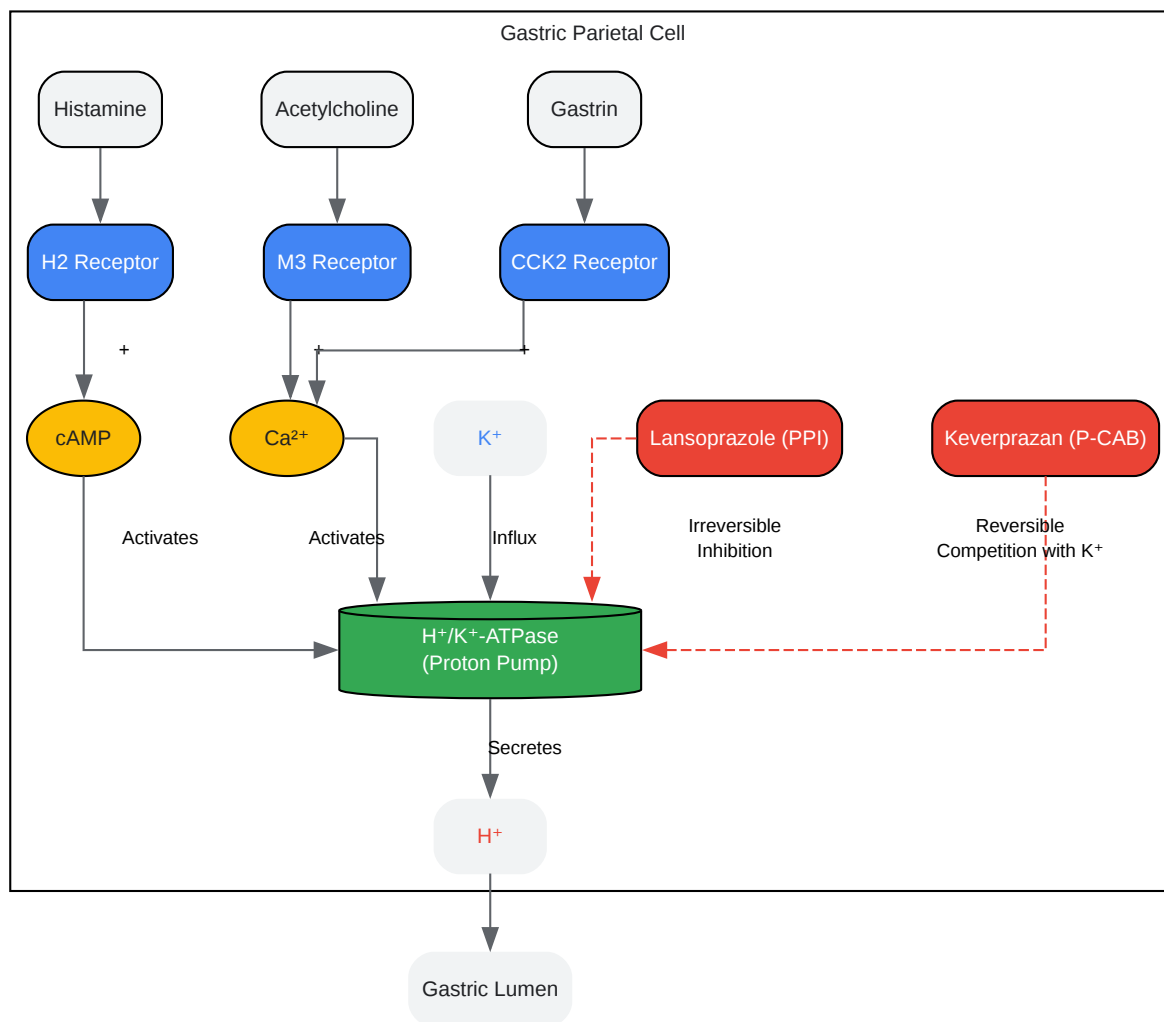 Gastric Parietal Cell
Histamine
Acetylcholine
Gastrin
H2 Receptor
M3 Receptor
CCK2 Receptor
+
+
+
cAMP
Ca²⁺
K⁺
Lansoprazole (PPI)
Keverprazan (P-CAB)
Activates
Activates
Influx
Irreversible
Inhibition
Reversible
Competition with K⁺
H⁺/K⁺-ATPase
(Proton Pump)
Secretes
H⁺
Gastric Lumen